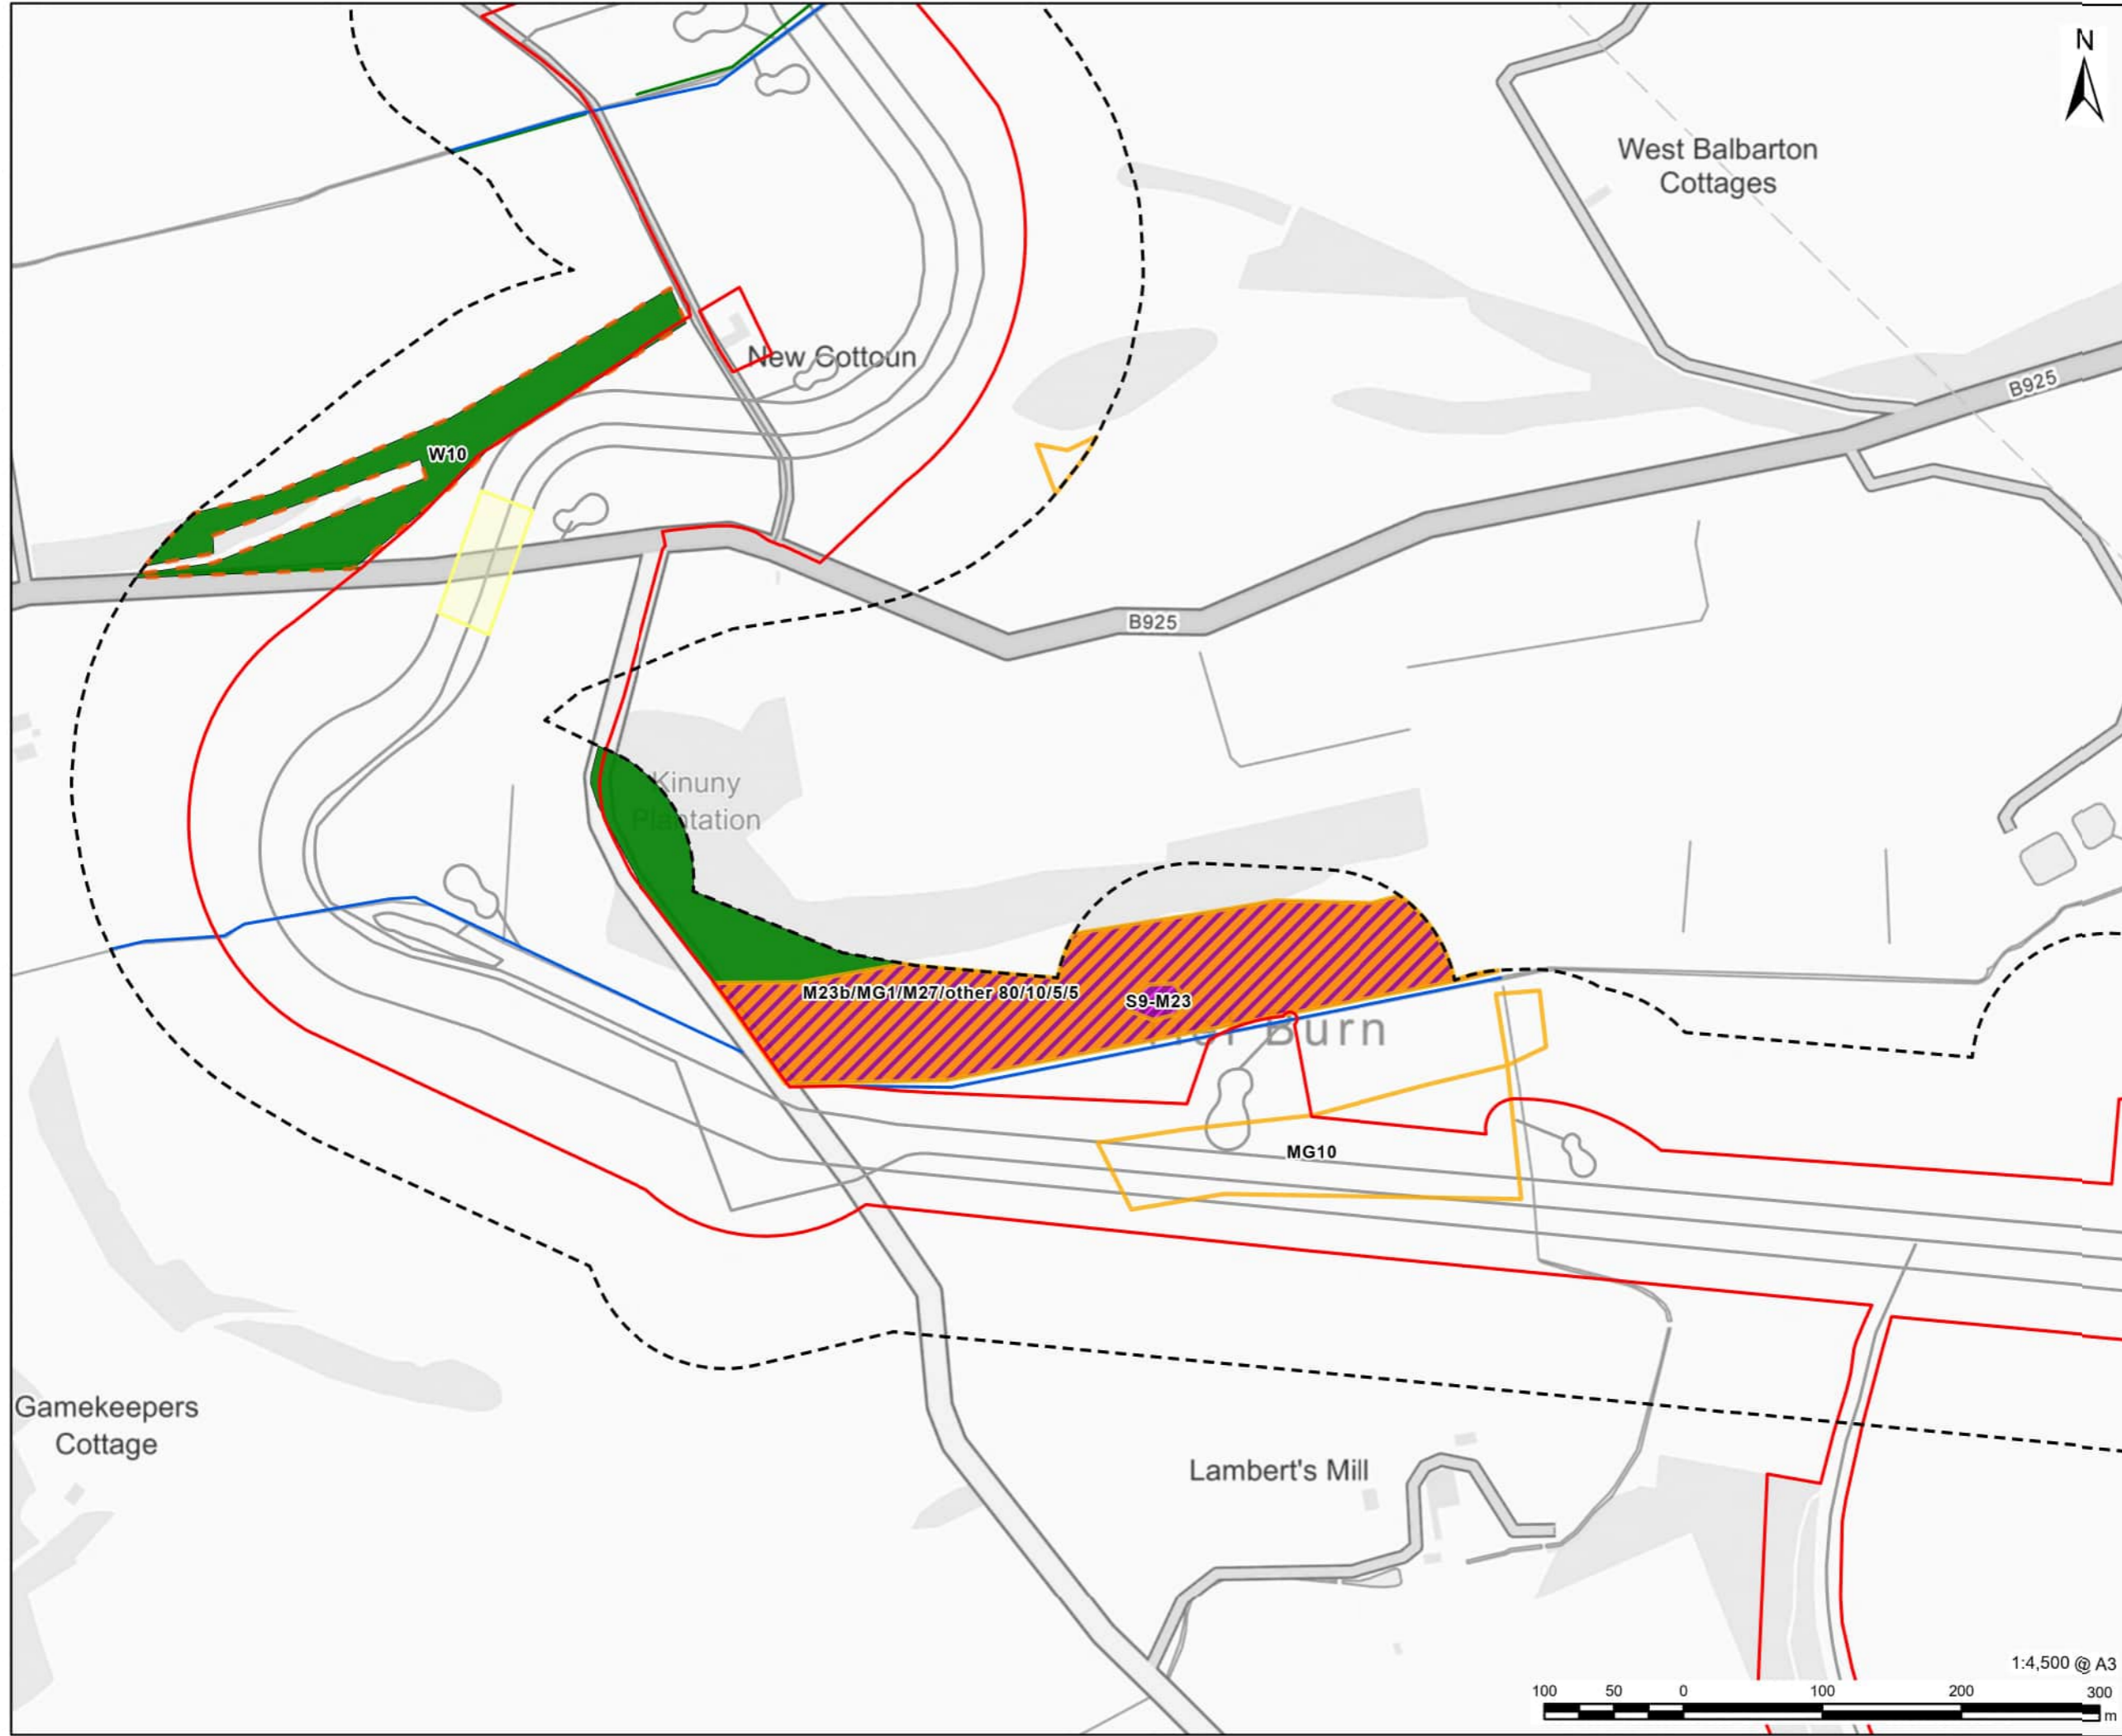 N
West Balbarton
Cottages
New Cottoun
B925
W10
B925
Kinuny
Plantation
M23b/MG1/M27/other 80/10/5/5
S9-M23
Burn
MG10
Gamekeepers
Cottage
Lambert's Mill
1:4,500 @ A3
100 50 0 100 200 300
m